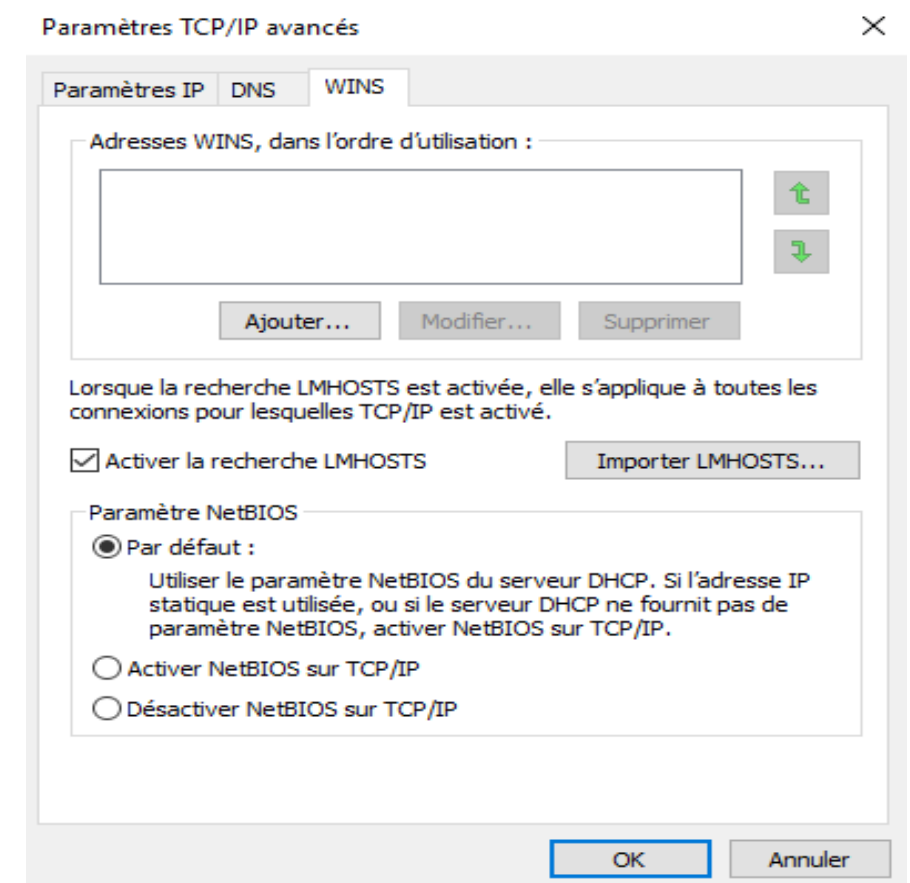 Paramètres TCP/IP avancés
Paramètres IP DNS WINS
Adresses WINS, dans l’ordre d’utilisation :
Ajouter... Modifier... Supprimer
Lorsque la recherche LMHOSTS est activée, elle s’applique à toutes les
connexions pour lesquelles TCP/IP est activé.
Activer la recherche LMHOSTS Importer LMHOSTS...
Paramètre NetBIOS
Par défaut :
Utiliser le paramètre NetBIOS du serveur DHCP. Si l’adresse IP
statique est utilisée, ou si le serveur DHCP ne fournit pas de
paramètre NetBIOS, activer NetBIOS sur TCP/IP.
Activer NetBIOS sur TCP/IP
Désactiver NetBIOS sur TCP/IP
OK Annuler